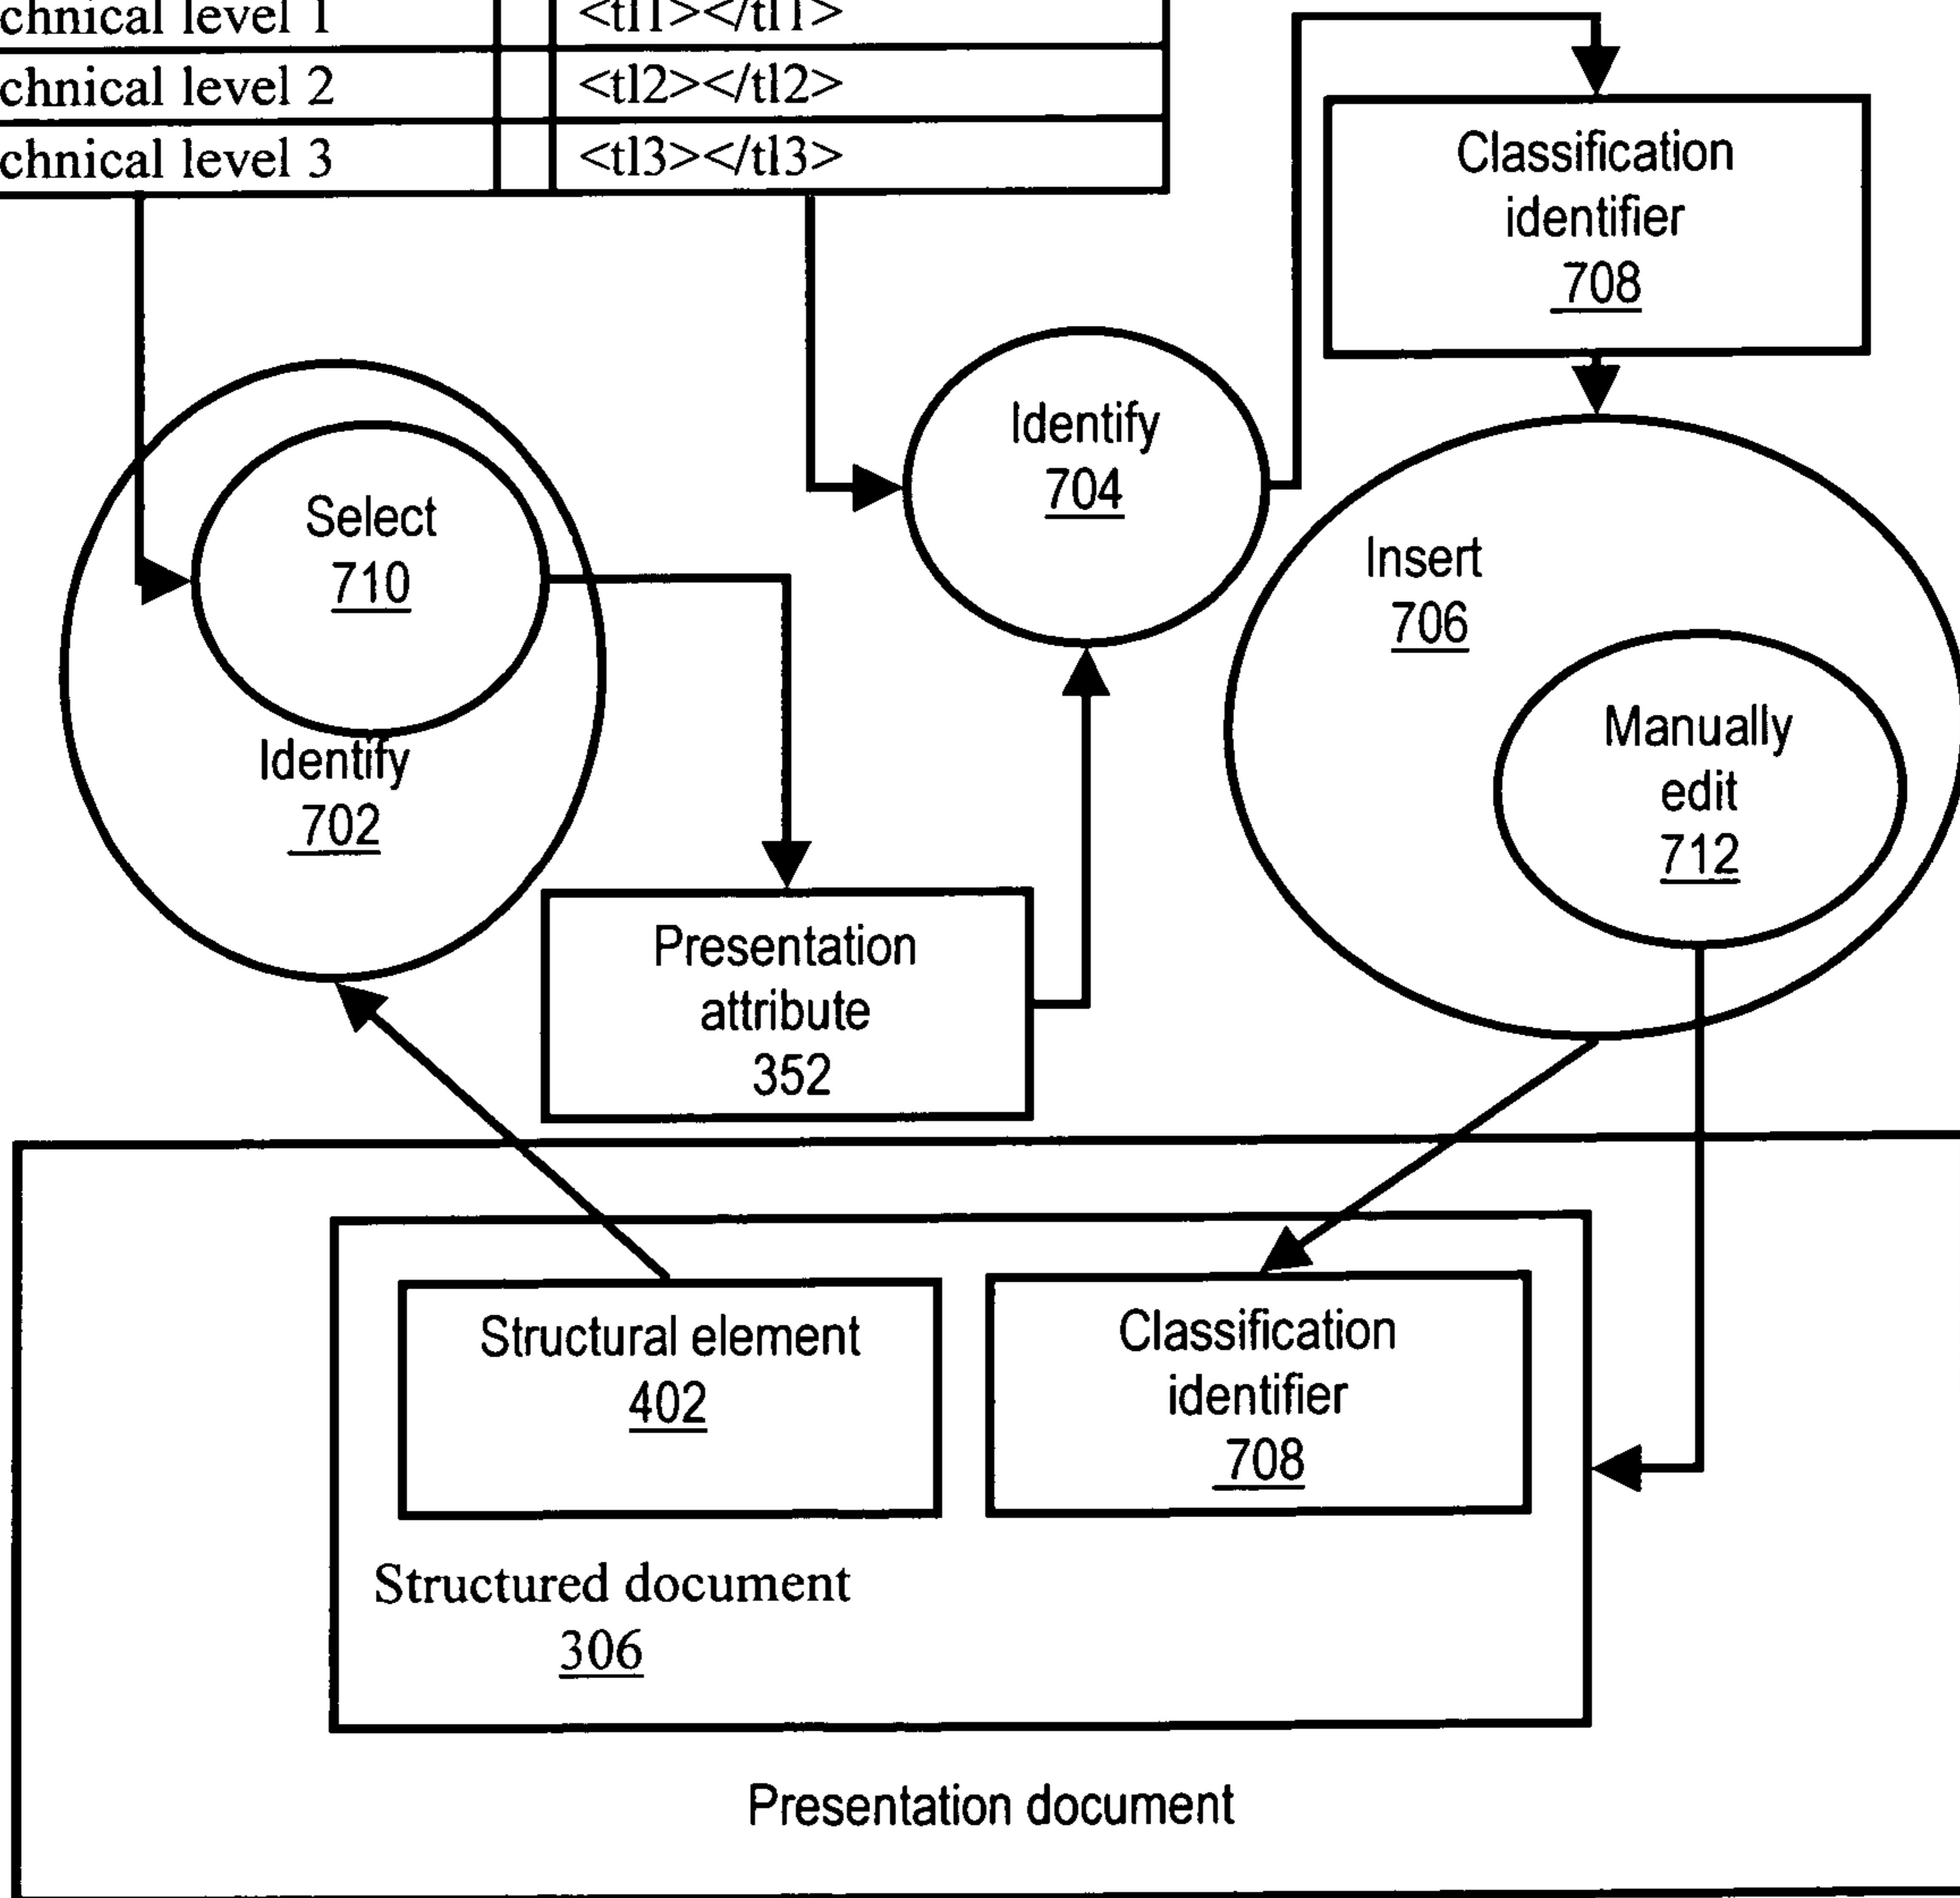 chnical level 1 <tl1></tl1>
chnical level 2 <tl2></tl2>
chnical level 3 <tl3></tl3>
Classification
identifier
708
Identify
704
Select
710
Identify
702
Insert
706
Manually
edit
712
Presentation
attribute
352
Structural element
402
Classification
identifier
708
Structured document
306
Presentation document